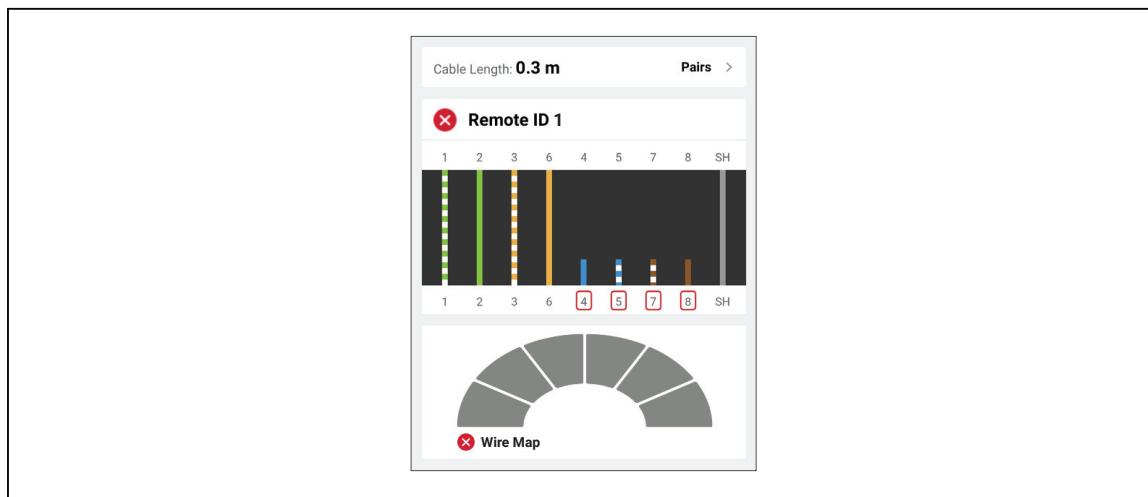 Cable Length: 0.3 m Pairs >
Remote ID 1
1 2 3 6 4 5 7 8 SH
1 2 3 6 4 5 7 8 SH
Wire Map